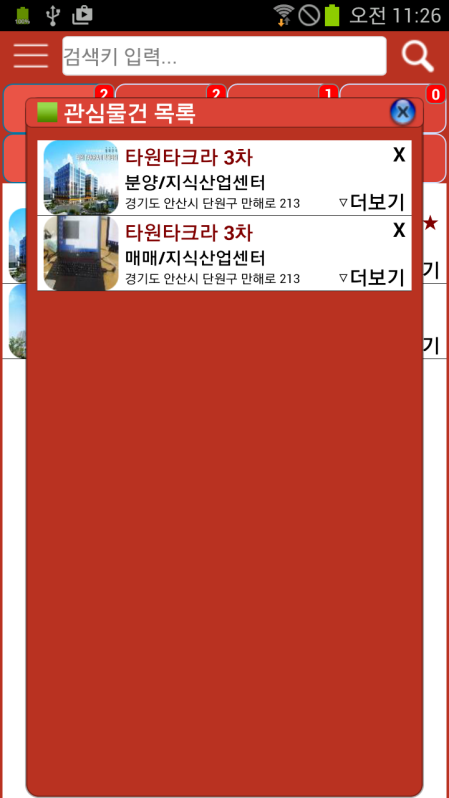 100%
오전 11:26
검색키 입력...
2
2
1
0
관심물건 목록
타원타크라 3차
X
분양/지식산업센터
경기도 안산시 단원구 만해로 213
▽더보기
타원타크라 3차
X
매매/지식산업센터
경기도 안산시 단원구 만해로 213
▽더보기
기
기